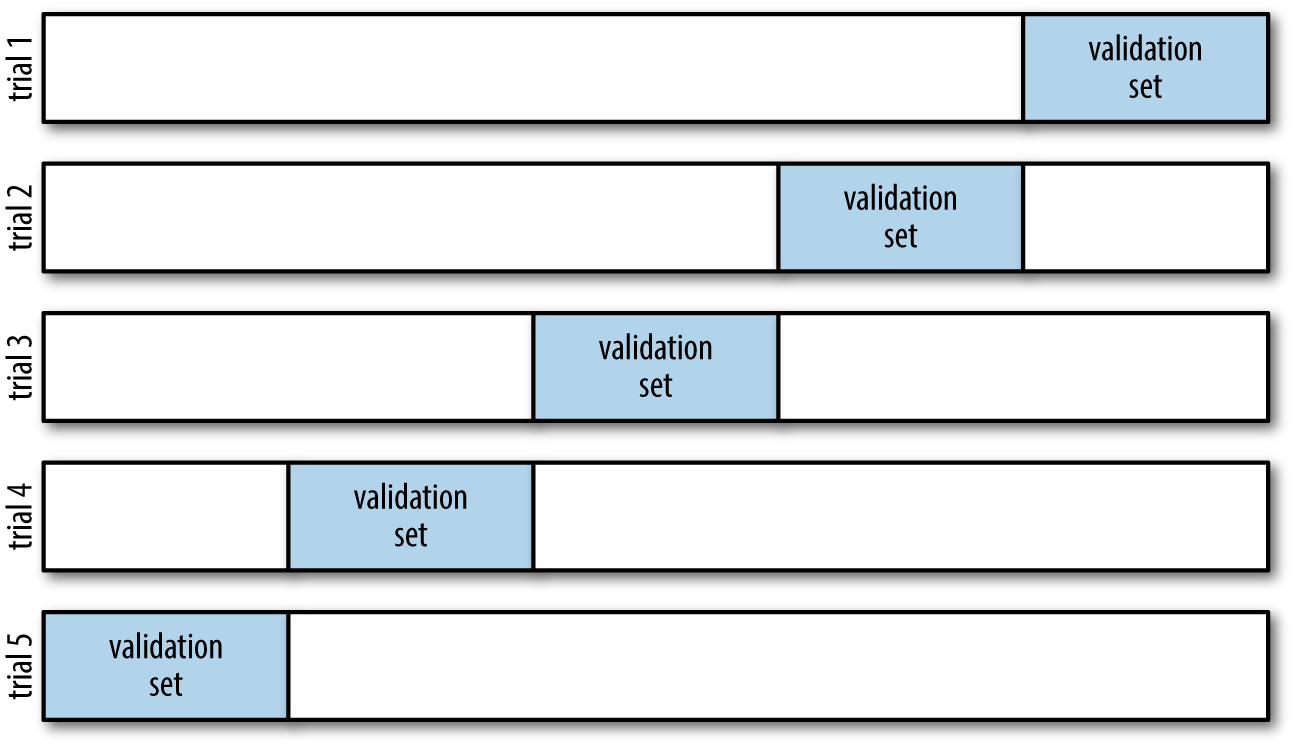 trial 1
validation
set
trial 2
validation
set
trial 3
validation
set
trial 4
validation
set
trial 5
validation
set